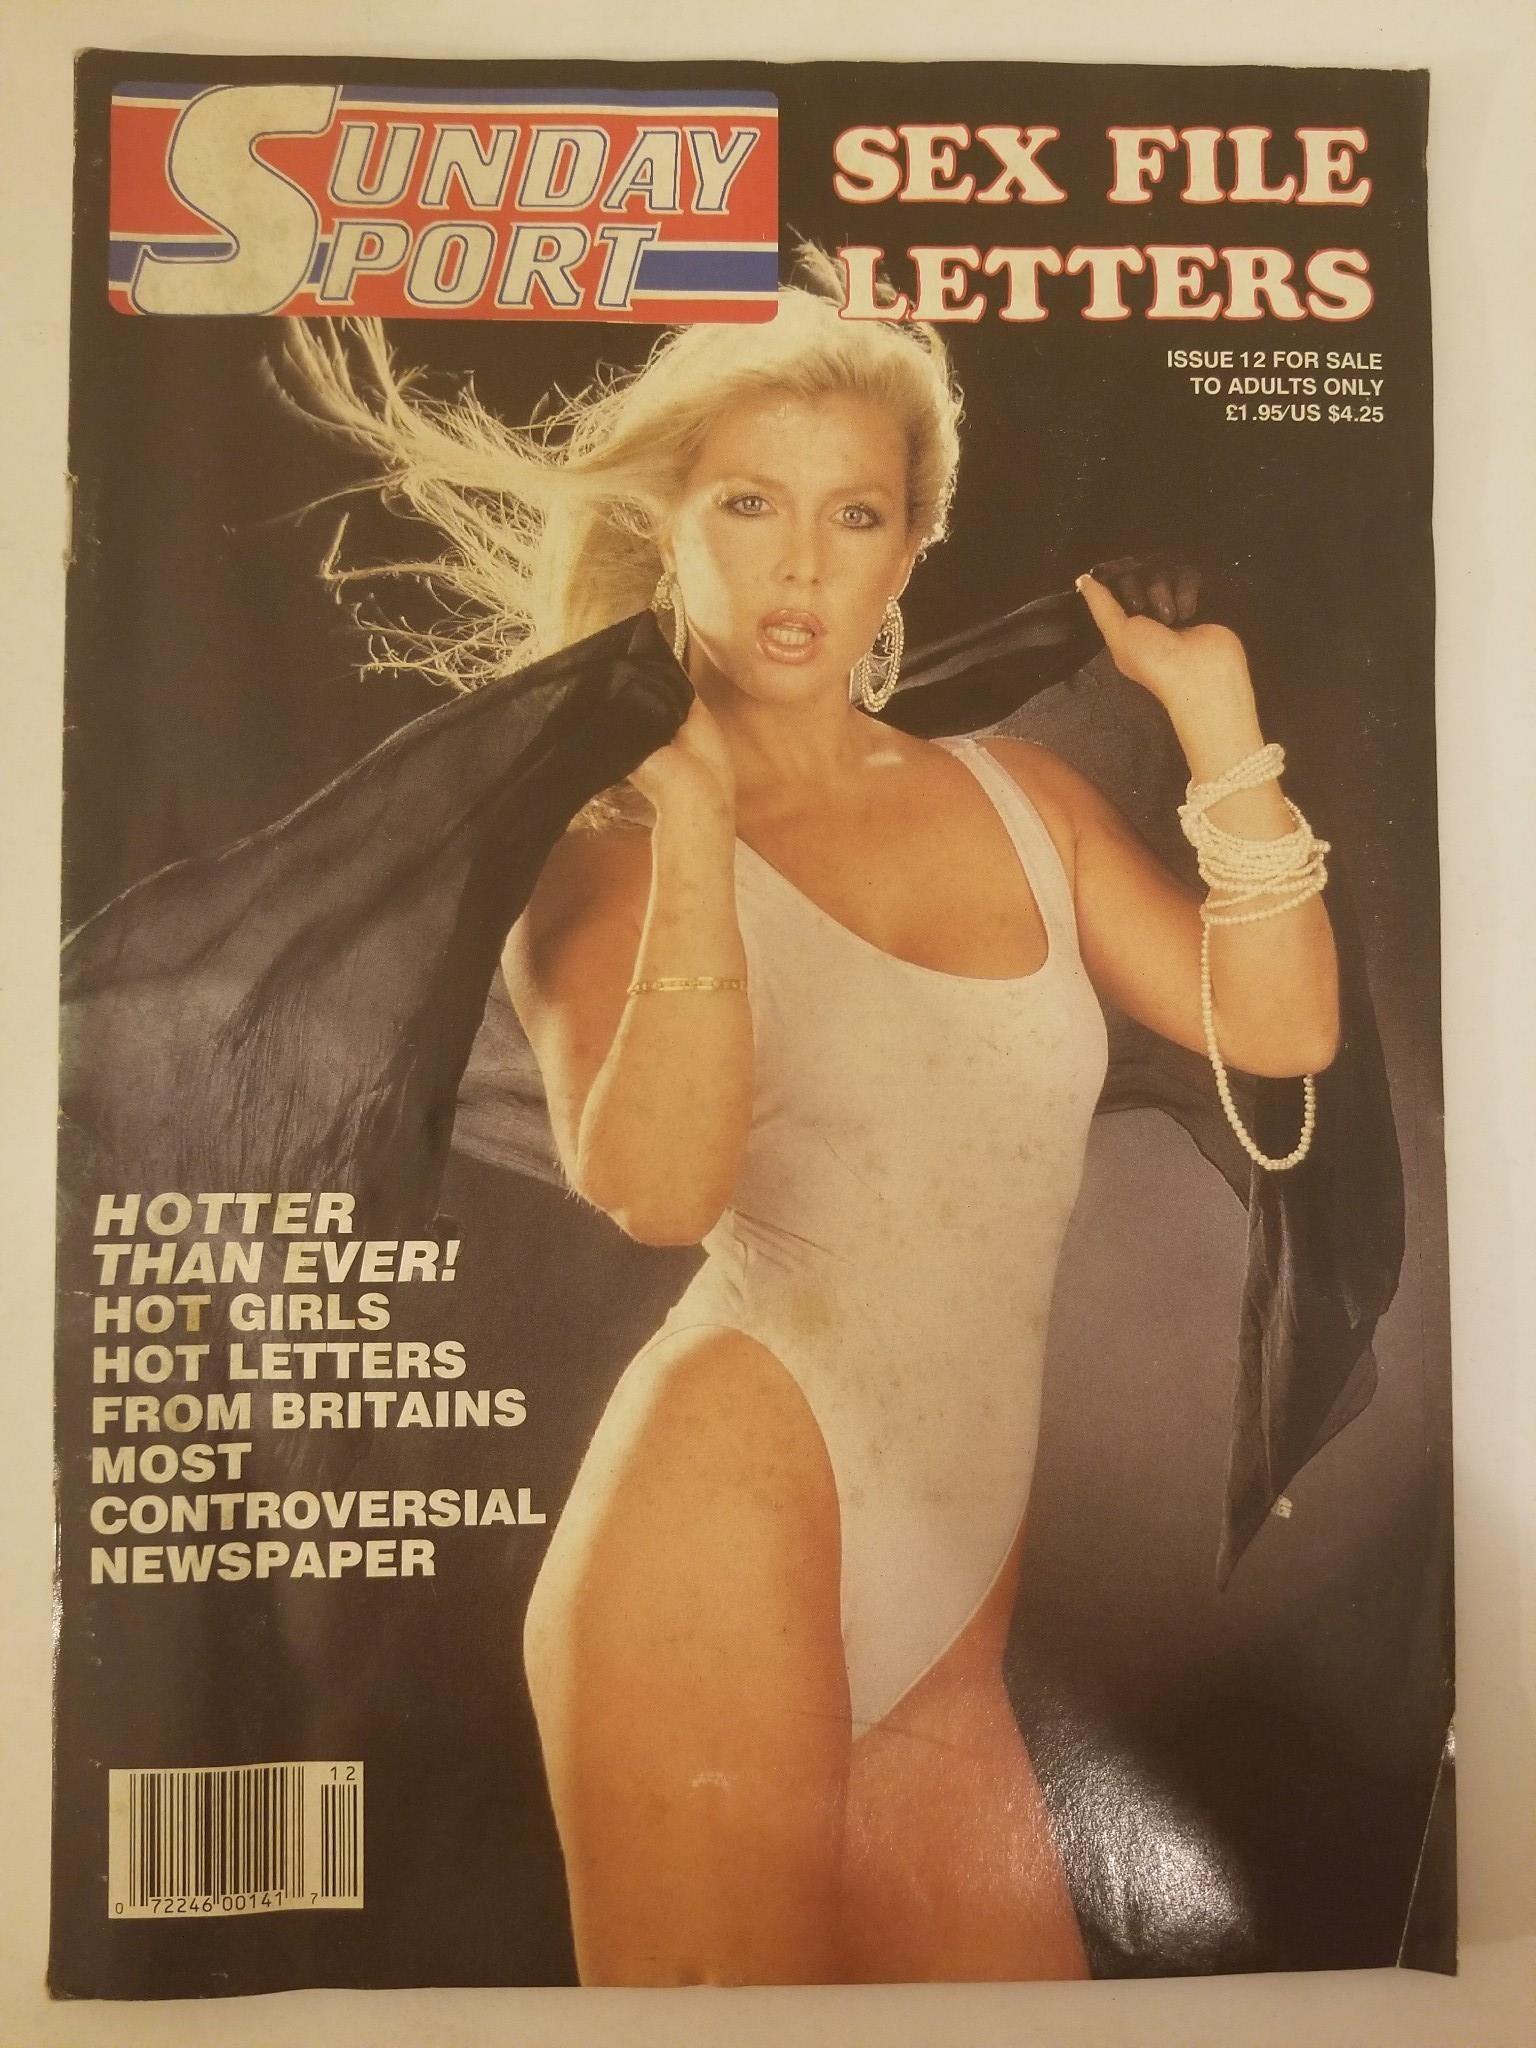 SUNDAY
SPORT
SEX FILE
LETTERS
ISSUE 12 FOR SALE
TO ADULTS ONLY
£1.95/US $4.25
HOTTER
THAN EVER!
HOT GIRLS
HOT LETTERS
FROM BRITAINS
MOST
CONTROVERSIAL
NEWSPAPER
12
0 72246 00141 7